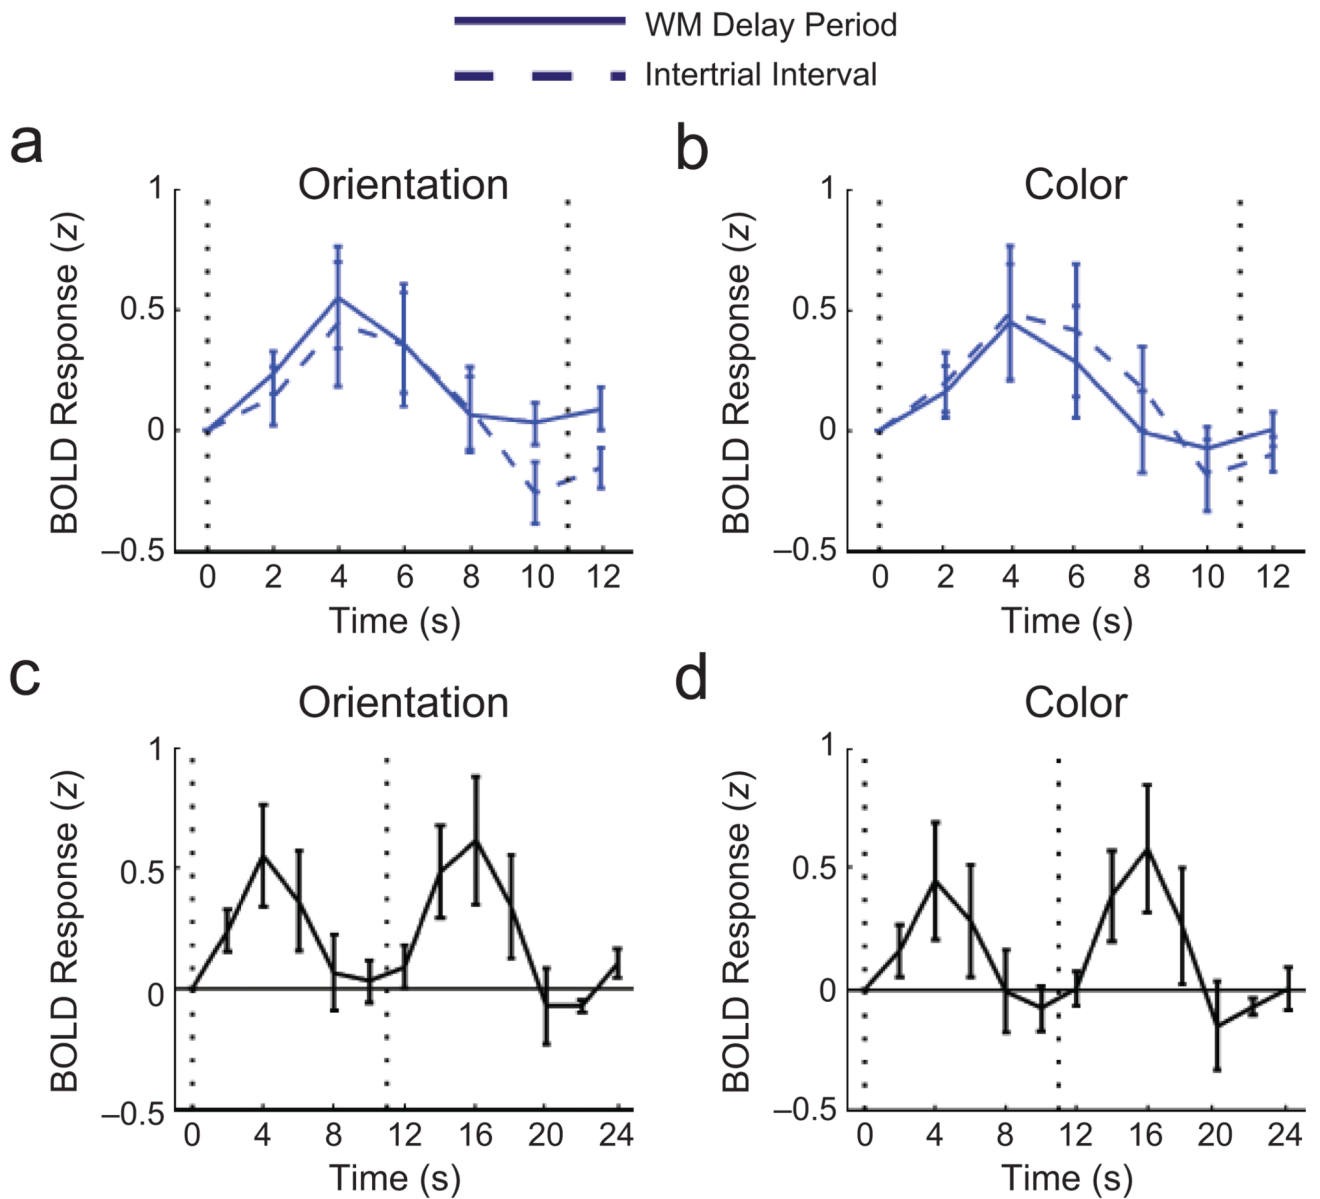 WM Delay Period
Intertrial Interval
a
b
Orientation
Color
1
0.5
0
–0.5
BOLD Response (z)
0 2 4 6 8 10 12
Time (s)
1
0.5
0
–0.5
BOLD Response (z)
0 2 4 6 8 10 12
Time (s)
c
d
Orientation
Color
1
0.5
0
–0.5
BOLD Response (z)
0 4 8 12 16 20 24
Time (s)
1
0.5
0
–0.5
BOLD Response (z)
0 4 8 12 16 20 24
Time (s)